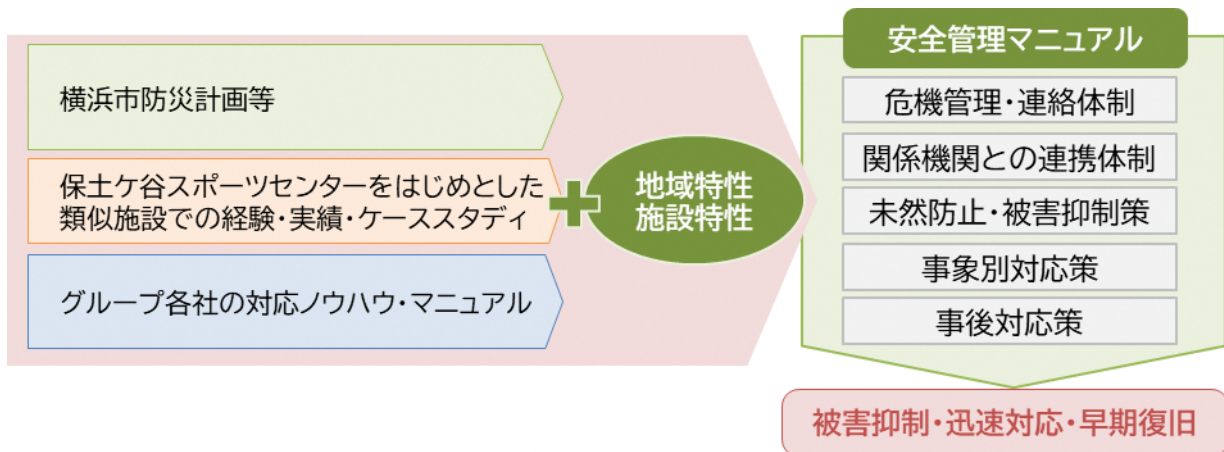 横浜市防災計画等
保土ケ谷スポーツセンターをはじめとした
類似施設での経験・実績・ケーススタディ
グループ各社の対応ノウハウ・マニュアル
地域特性
施設特性
安全管理マニュアル
危機管理・連絡体制
関係機関との連携体制
未然防止・被害抑制策
事象別対応策
事後対応策
被害抑制・迅速対応・早期復旧